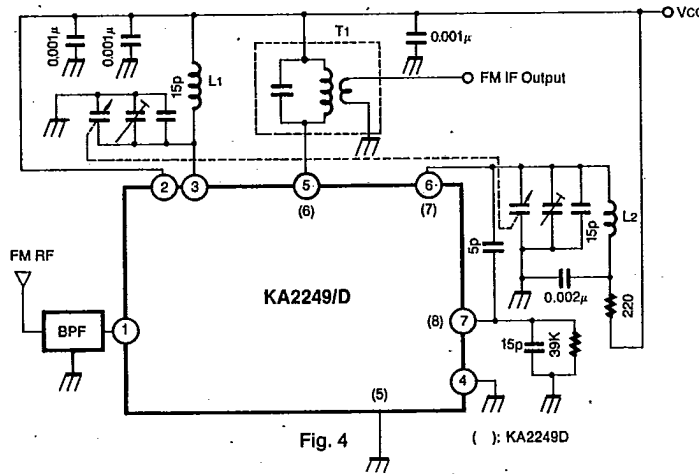 Vcc
0.001μ
0.001μ
15p
L1
T1
0.001μ
FM IF Output
2
3
5
(6)
6
(7)
5p
15p
L2
0.002μ
220
FM RF
BPF
1
KA2249/D
(8)
7
15p
39K
4
(5)
Fig. 4
( ): KA2249D